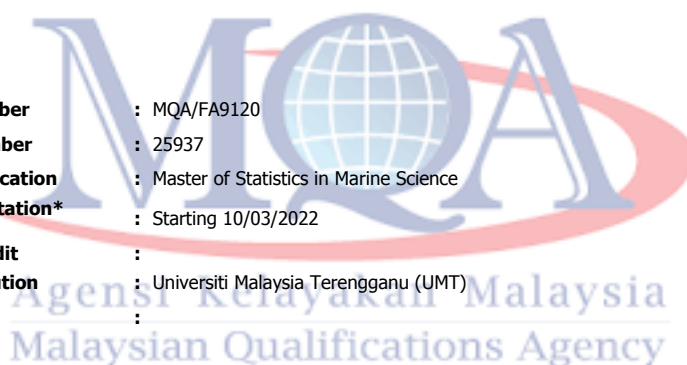 MQA
ber : MQA/FA9120
ber : 25937
cation : Master of Statistics in Marine Science
tation* : Starting 10/03/2022
dit :
tion : Universiti Malaysia Terengganu (UMT)
:
Agensi Kelayakan Malaysia
Malaysian Qualifications Agency